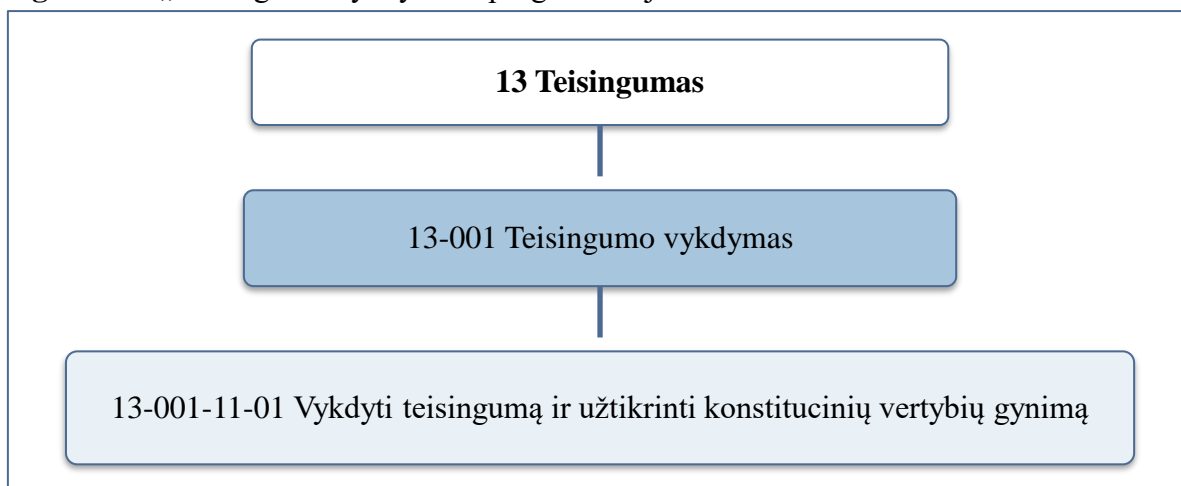 13 Teisingumas
13-001 Teisingumo vykdymas
13-001-11-01 Vykdyti teisingumą ir užtikrinti konstitucinių vertybių gynimą